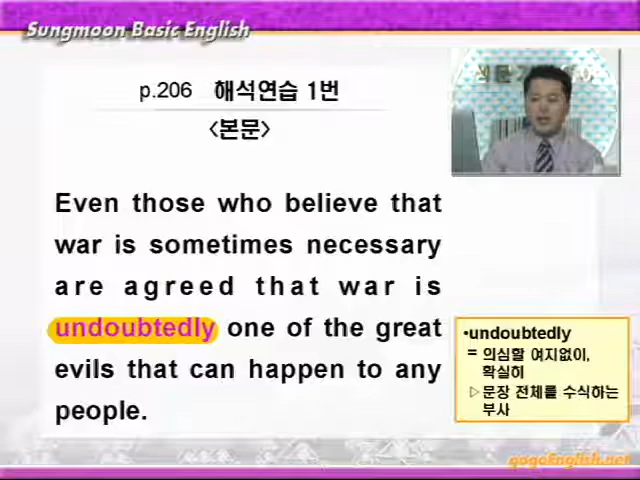 Sungmoon Basic English
p.206 해석연습 1번
<본문>
Even those who believe that
war is sometimes necessary
are agreed that war is
undoubtedly one of the great
evils that can happen to any
people.
•undoubtedly
= 의심할 여지없이,
확실히
▷문장 전체를 수식하는
부사
gogoEnglish.net